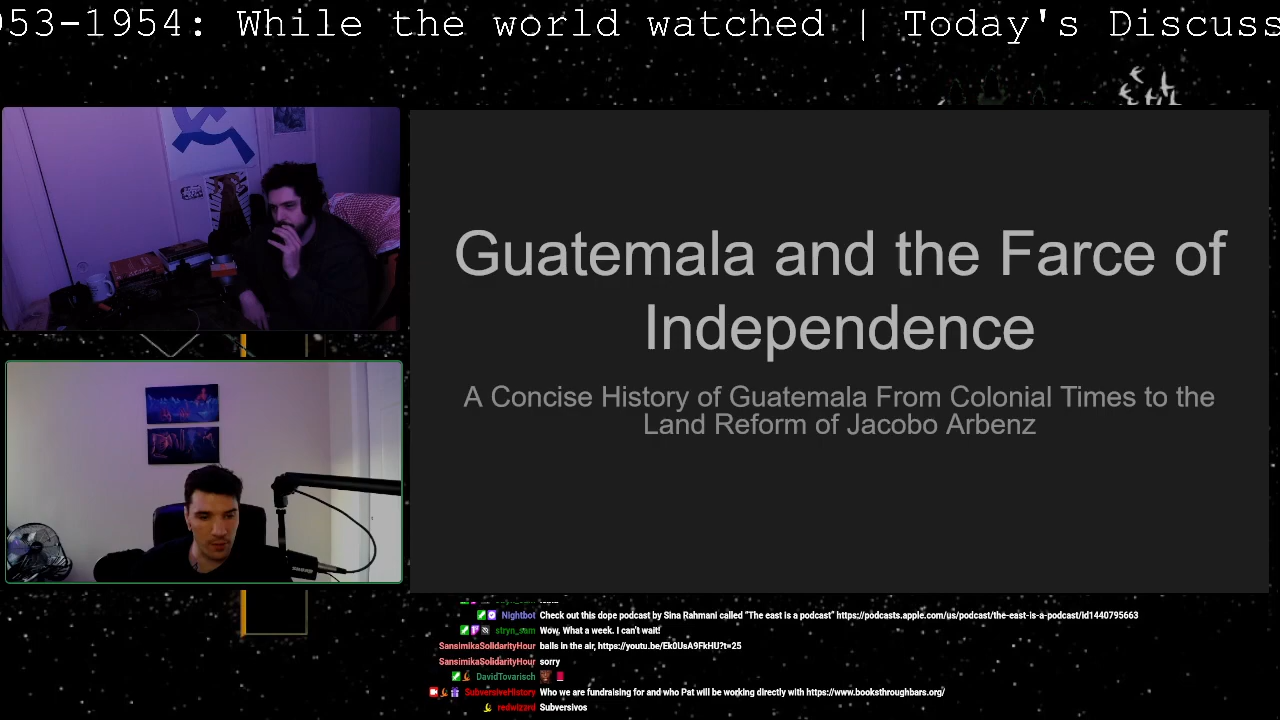 953-1954: While the world watched | Today's Discuss
Guatemala and the Farce of
Independence
A Concise History of Guatemala From Colonial Times to the
Land Reform of Jacobo Arbenz
Nightbot Check out this dope podcast by Sina Rahmani called "The east is a podcast" https://podcasts.apple.com/us/podcast/the-east-is-a-podcast/id1440795663
stryn_sam Wow, What a week. I can't wait!
SansimikaSolidarityHour balls in the air, https://youtu.be/Ek0UsA9FkHU?t=25
SansimikaSolidarityHour sorry
DavidTovarisch
SubversiveHistory Who we are fundraising for and who Pat will be working directly with https://www.booksthroughbars.org/
redwizzrd Subversivos